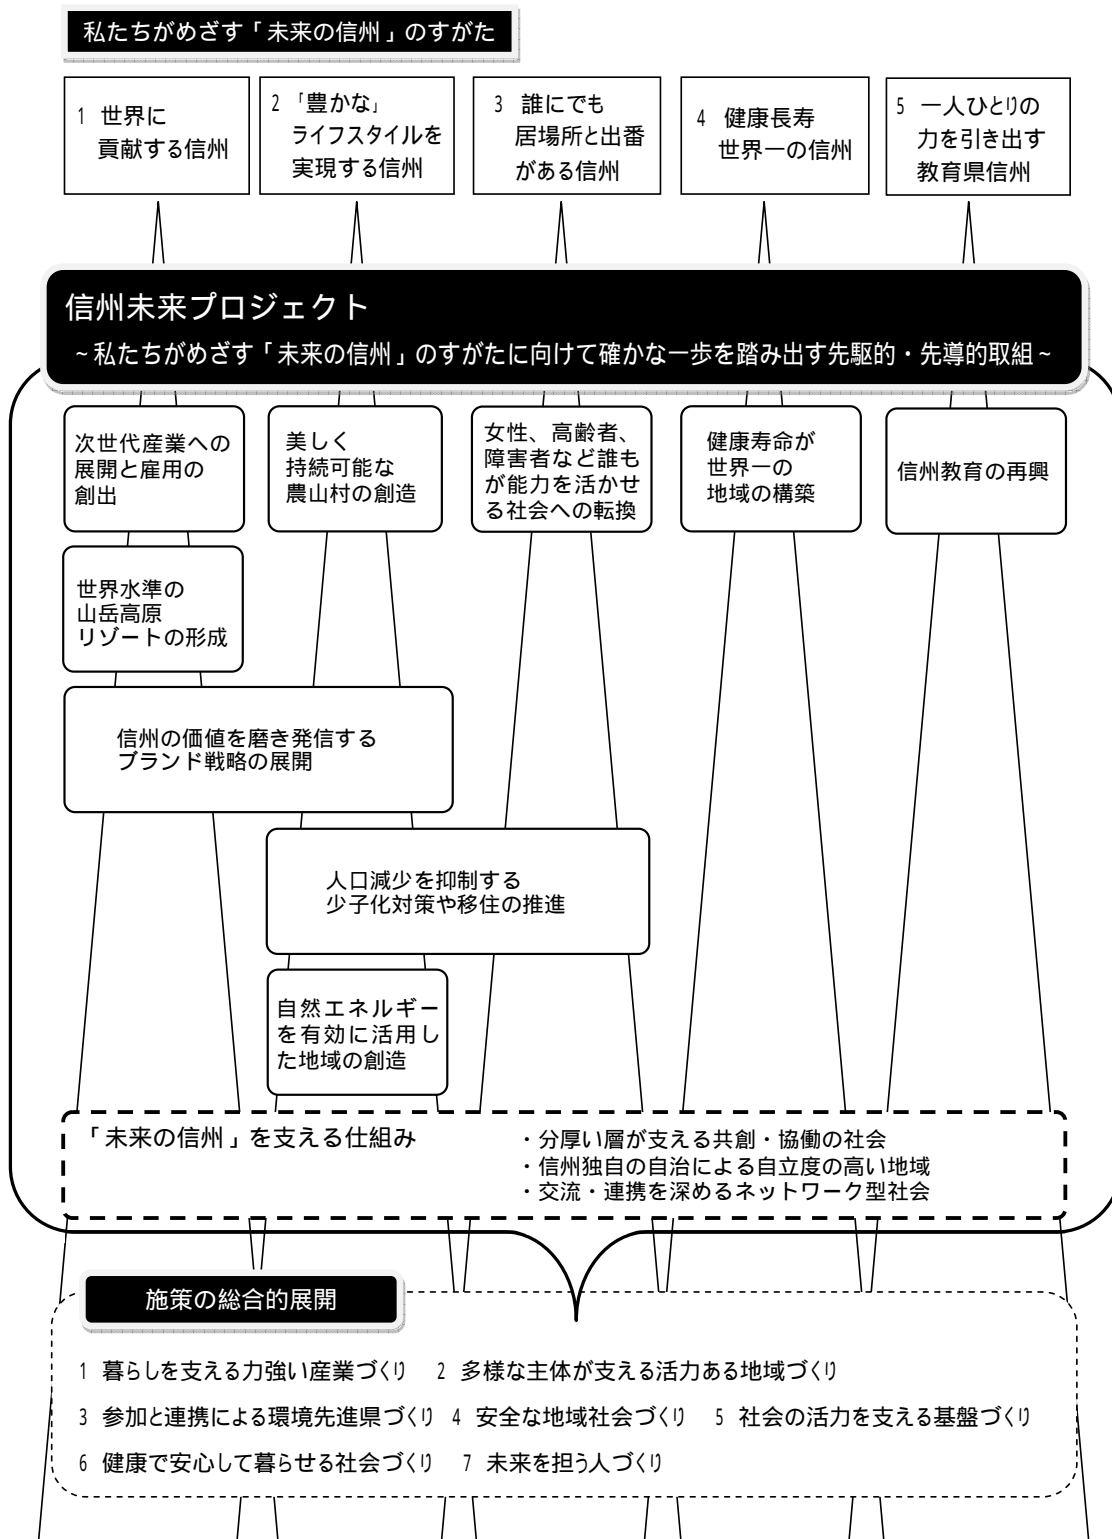 私たちがめざす「未来の信州」のすがた
1 世界に
貢献する信州
2 「豊かな」
ライフスタイルを
実現する信州
3 誰にでも
居場所と出番
がある信州
4 健康長寿
世界一の信州
5 一人ひとりの
力を引き出す
教育県信州
信州未来プロジェクト
~私たちがめざす「未来の信州」のすがたに向けて確かな一歩を踏み出す先駆的・先導的取組~
次世代産業への
展開と雇用の
創出
美しく
持続可能な
農山村の創造
女性、高齢者、
障害者など誰も
が能力を活かせ
る社会への転換
健康寿命が
世界一の
地域の構築
信州教育の再興
世界水準の
山岳高原
リゾートの形成
信州の価値を磨き発信する
ブランド戦略の展開
人口減少を抑制する
少子化対策や移住の推進
自然エネルギー
を有効に活用し
た地域の創造
「未来の信州」を支える仕組み
・分厚い層が支える共創・協働の社会
・信州独自の自治による自立度の高い地域
・交流・連携を深めるネットワーク型社会
施策の総合的展開
1 暮らしを支える力強い産業づくり 2 多様な主体が支える活力ある地域づくり
3 参加と連携による環境先進県づくり 4 安全な地域社会づくり 5 社会の活力を支える基盤づくり
6 健康で安心して暮らせる社会づくり 7 未来を担う人づくり